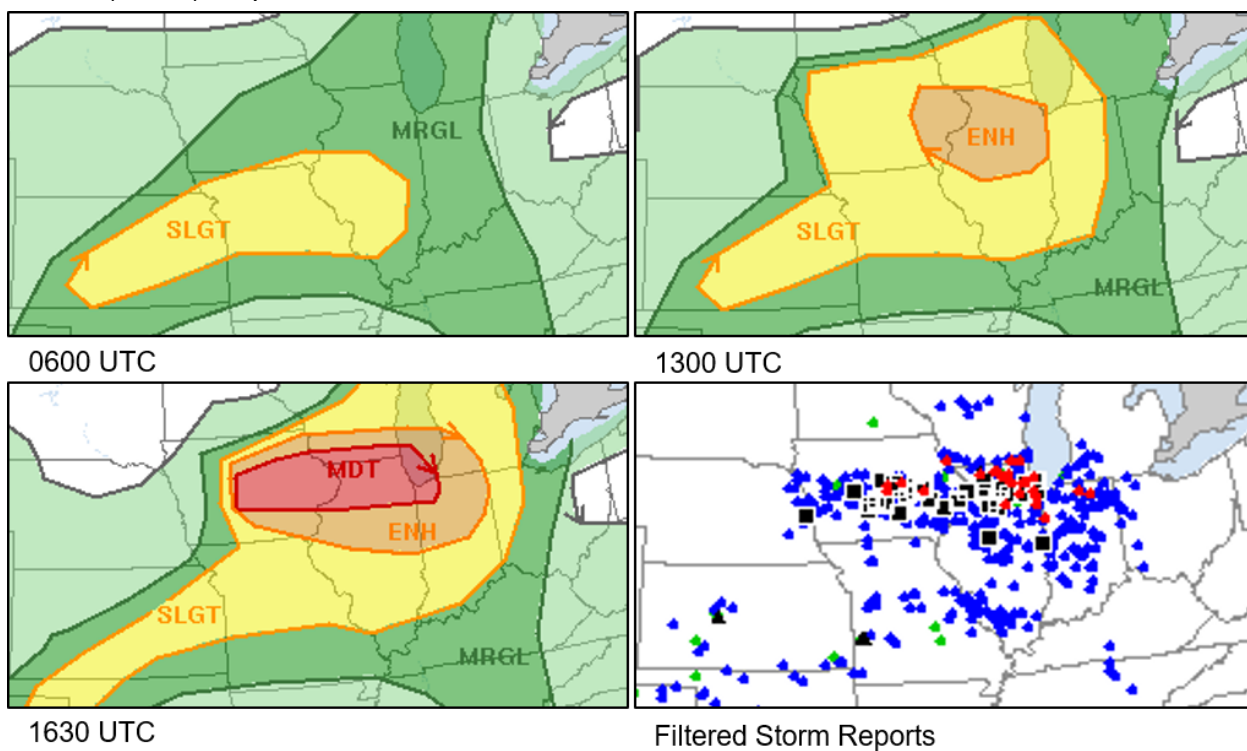 MRGL
SLGT
ENH
SLGT
MRGL
0600 UTC
1300 UTC
MDT
ENH
SLGT
MRGL
1630 UTC
Filtered Storm Reports